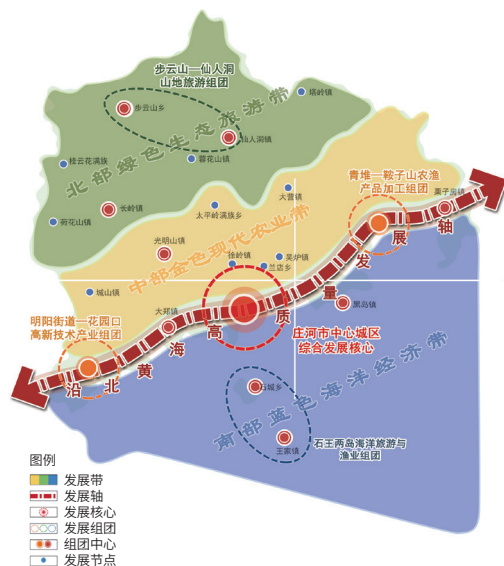 步云山—仙人洞
山地旅游组团
塔岭镇
步云山乡
仙人洞镇
北部绿色生态旅游带
桂云花满族
蓉花山镇
青堆—鞍子山农渔
产品加工组团
大营镇
栗子房镇
长岭镇
太平岭满族乡
荷花山镇
中部金色现代农业带
光明山镇
徐岭镇
吴炉镇
兰店乡
城山镇
大郑镇
黑岛镇
沿北黄海高质量发展轴
明阳街道—花园口
高新技术产业组团
庄河市中心城区
综合发展核心
南部蓝色海洋经济带
石城乡
王家镇
石王两岛海洋旅游与
渔业组团
图例
发展带
发展轴
发展核心
发展组团
组团中心
发展节点